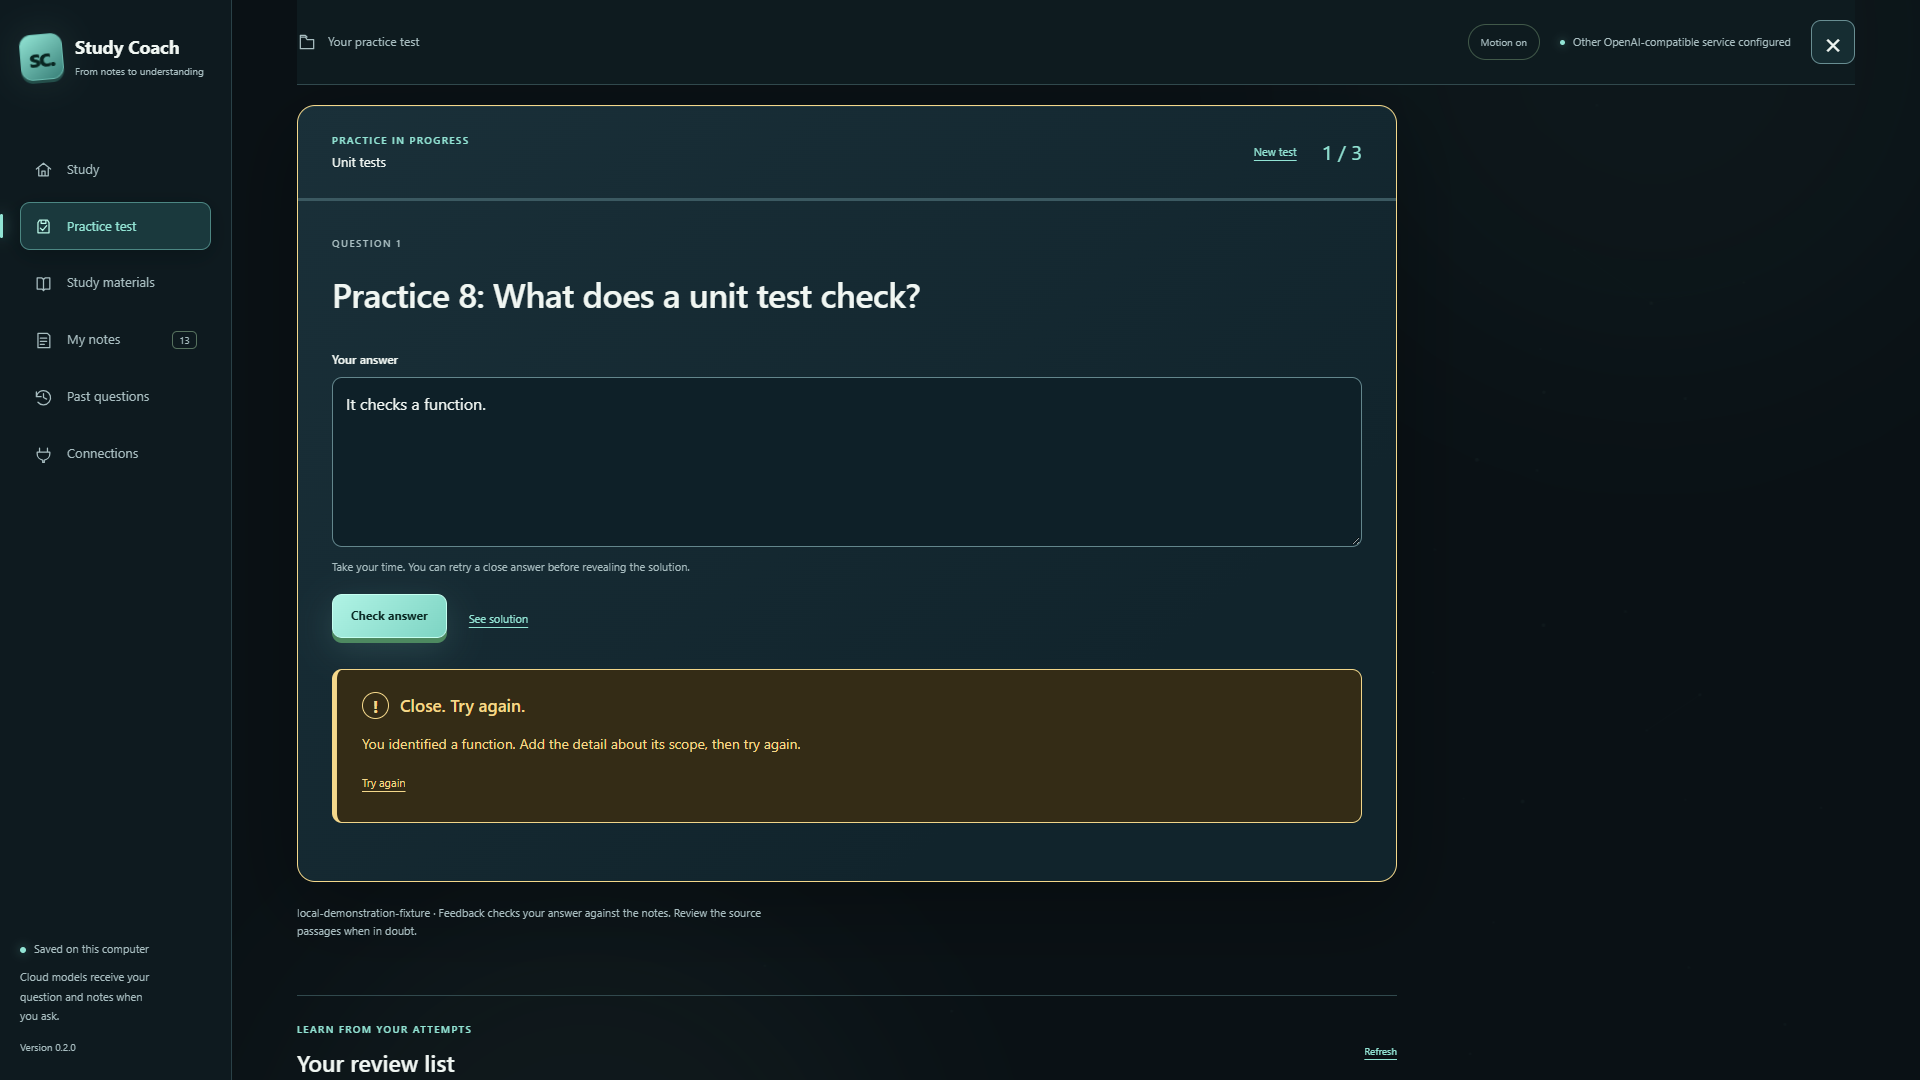 SC.
Study Coach
From notes to understanding
Study
Practice test
Study materials
My notes
13
Past questions
Connections
Saved on this computer
Cloud models receive your
question and notes when
you ask.
Version 0.2.0
Your practice test
Motion on
Other OpenAI-compatible service configured
PRACTICE IN PROGRESS
Unit tests
New test
1 / 3
QUESTION 1
Practice 8: What does a unit test check?
Your answer
It checks a function.
Take your time. You can retry a close answer before revealing the solution.
Check answer
See solution
! Close. Try again.
You identified a function. Add the detail about its scope, then try again.
Try again
local-demonstration-fixture · Feedback checks your answer against the notes. Review the source
passages when in doubt.
LEARN FROM YOUR ATTEMPTS
Your review list
Refresh